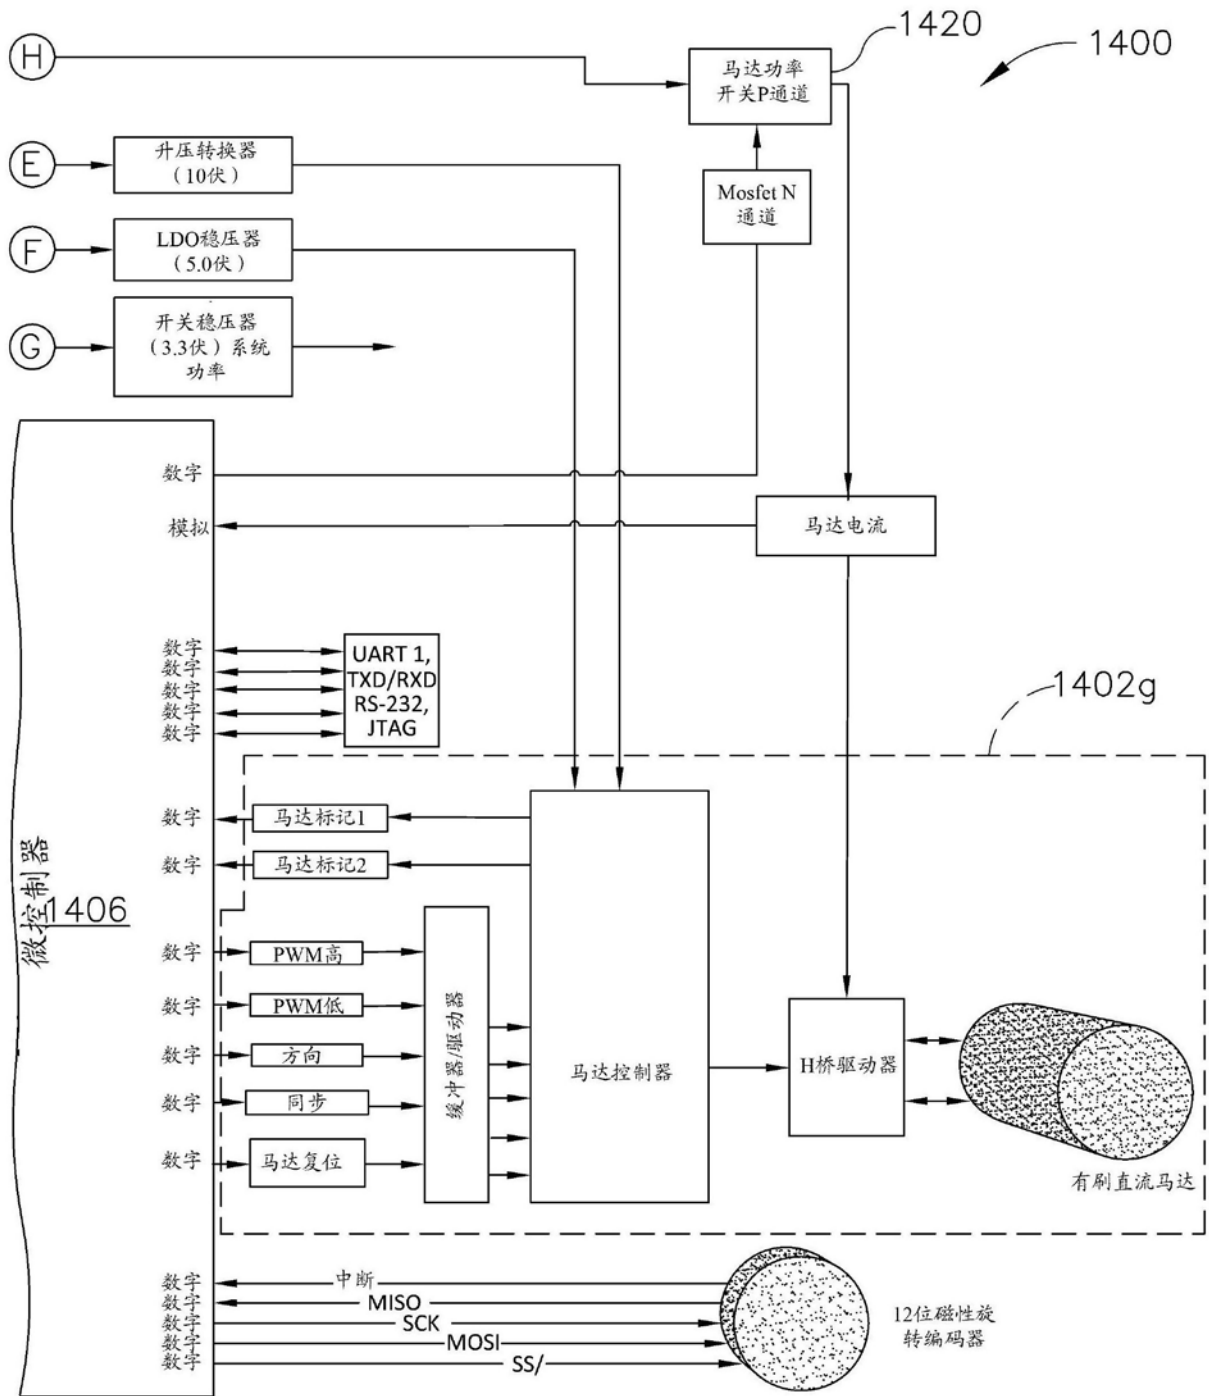 1420
1400
H
马达功率
开关P通道
E
升压转换器
（10伏）
Mosfet N
通道
F
LDO稳压器
（5.0伏）
G
开关稳压器
（3.3伏）系统
功率
数字
模拟
马达电流
数字
数字
数字
数字
数字
UART 1,
TXD/RXD
RS-232,
JTAG
1402g
数字
马达标记1
数字
马达标记2
微控制器
1406
数字
PWM高
数字
PWM低
数字
方向
数字
同步
数字
马达复位
缓冲器/驱动器
马达控制器
H桥驱动器
有刷直流马达
数字
中断
数字
MISO
数字
SCK
数字
MOSI
数字
SS/
12位磁性旋
转编码器